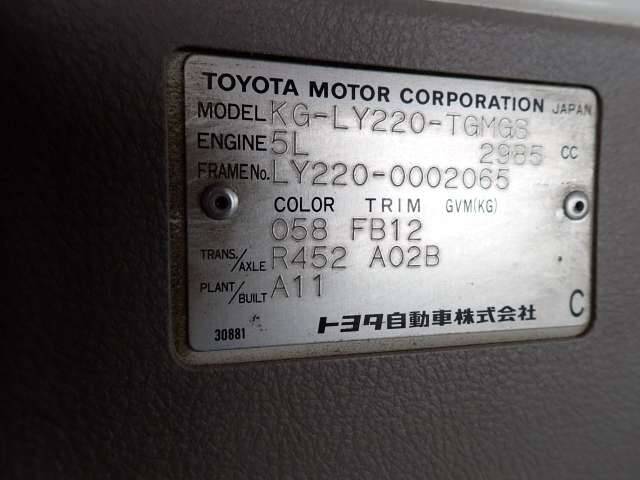 TOYOTA MOTOR CORPORATION JAPAN
MODEL KG-LY220-TGMGS
ENGINE 5L 2985 CC
FRAME No. LY220-0002065
COLOR TRIM GVM(KG)
058 FB12
TRANS./AXLE R452 A02B
PLANT/BUILT A11
トヨタ自動車株式会社 C
30881